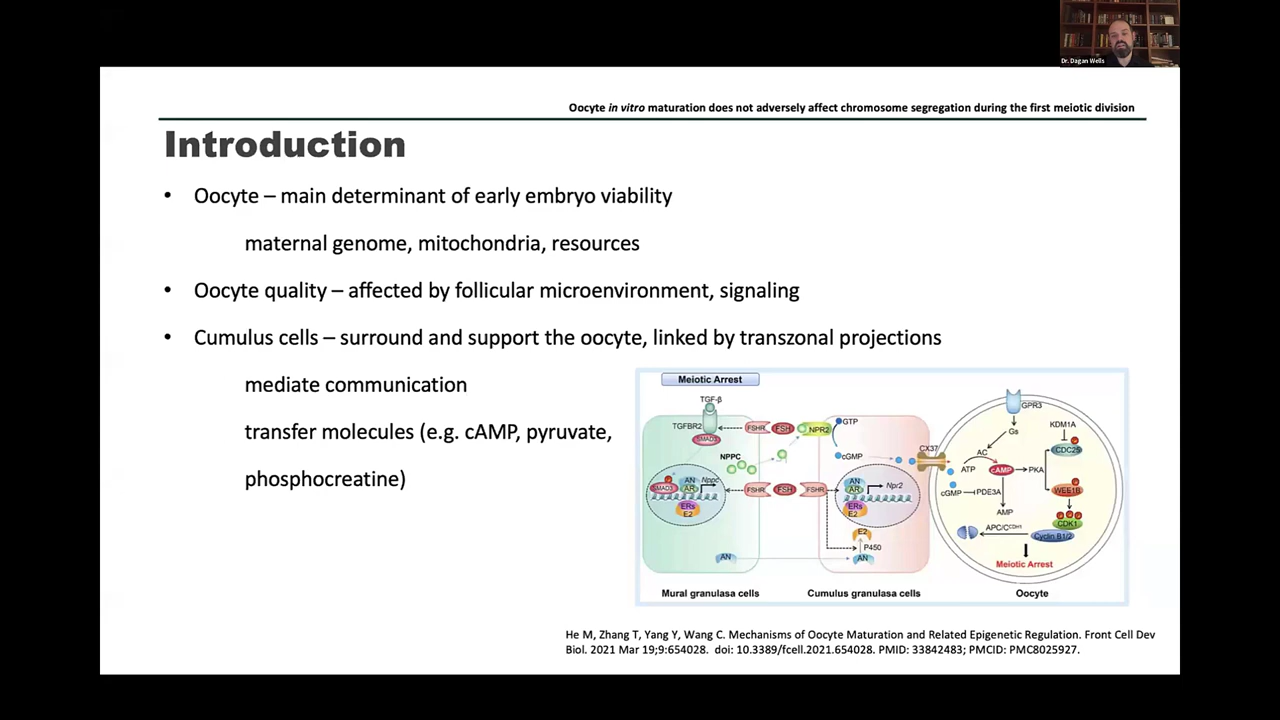 Dr. Dagan Wells
Oocyte in vitro maturation does not adversely affect chromosome segregation during the first meiotic division
Introduction
• Oocyte – main determinant of early embryo viability
maternal genome, mitochondria, resources
• Oocyte quality – affected by follicular microenvironment, signaling
• Cumulus cells – surround and support the oocyte, linked by transzonal projections
mediate communication
transfer molecules (e.g. cAMP, pyruvate,
phosphocreatine)
Meiotic Arrest
TGF-β
TGFBR2
SMAD3
FSHR FSH NPR2
GTP
NPPC
cGMP
CX37
GPR3
Gs
KDM1A
AC
CDC25
ATP cAMP PKA
cGMP PDE3A
WEE1B
AMP
CDK1
APC/C CDH1
Cyclin B1/2
Meiotic Arrest
SMAD3 AN AR Nppc
ERs
E2
FSHR FSH FSHR
AN AR Npr2
ERs
E2
E2
P450
AN
AN
Mural granulasa cells
Cumulus granulasa cells
Oocyte
He M, Zhang T, Yang Y, Wang C. Mechanisms of Oocyte Maturation and Related Epigenetic Regulation. Front Cell Dev
Biol. 2021 Mar 19;9:654028. doi: 10.3389/fcell.2021.654028. PMID: 33842483; PMCID: PMC8025927.